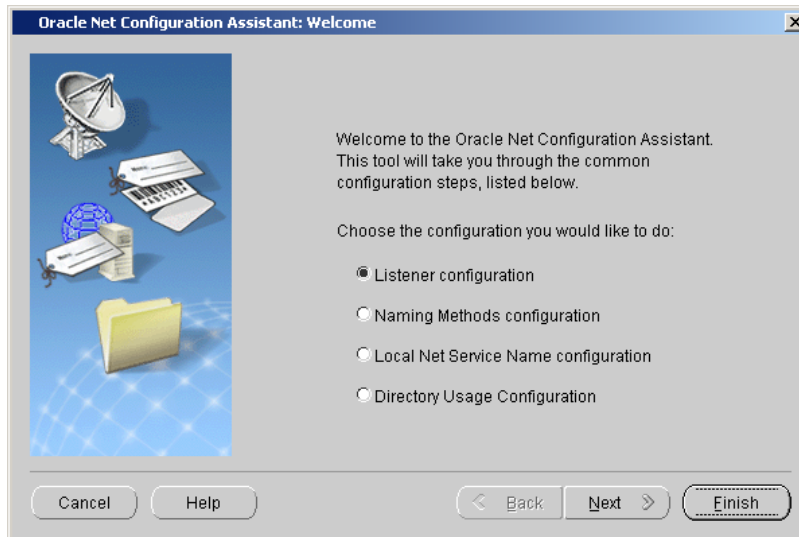 Oracle Net Configuration Assistant: Welcome
Welcome to the Oracle Net Configuration Assistant.
This tool will take you through the common
configuration steps, listed below.
Choose the configuration you would like to do:
Listener configuration
Naming Methods configuration
Local Net Service Name configuration
Directory Usage Configuration
Cancel
Help
Back
Next
Finish